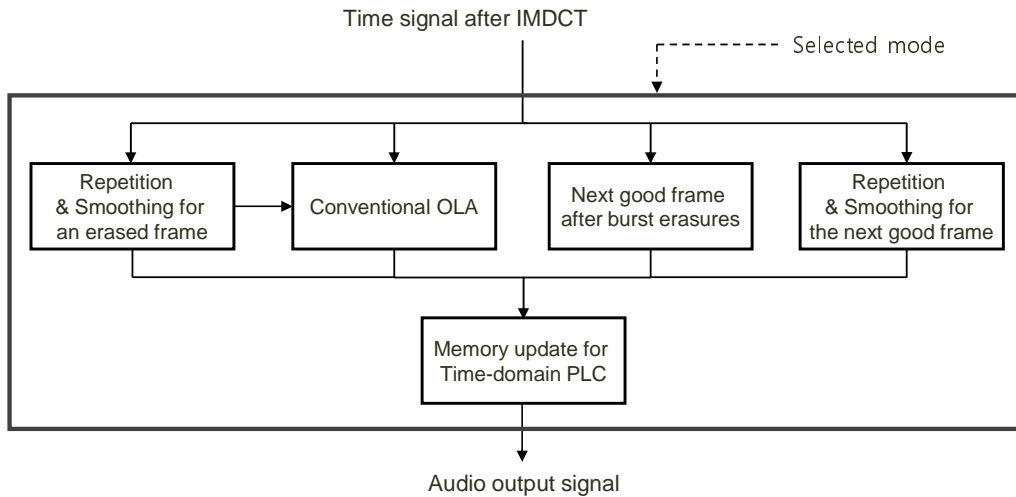 Time signal after IMDCT
Selected mode
Repetition
& Smoothing for
an erased frame
Conventional OLA
Next good frame
after burst erasures
Repetition
& Smoothing for
the next good frame
Memory update for
Time-domain PLC
Audio output signal